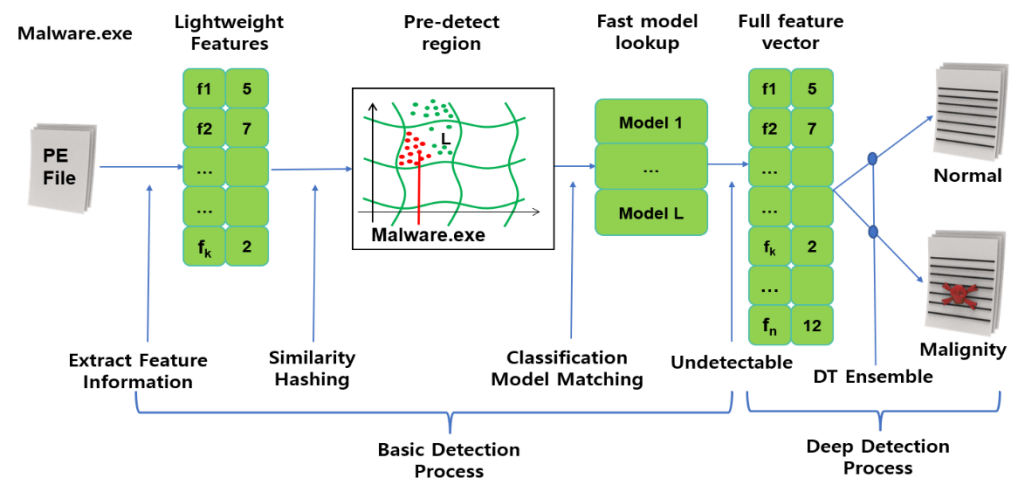 Malware.exe
Lightweight
Features
Pre-detect
region
Fast model
lookup
Full feature
vector
PE
File
f1 5
f2 7
...
...
fk 2
L
Malware.exe
Model 1
...
Model L
f1 5
f2 7
...
...
fk 2
...
fn 12
Normal
Malignity
Extract Feature
Information
Similarity
Hashing
Classification
Model Matching
Undetectable
DT Ensemble
Basic Detection
Process
Deep Detection
Process